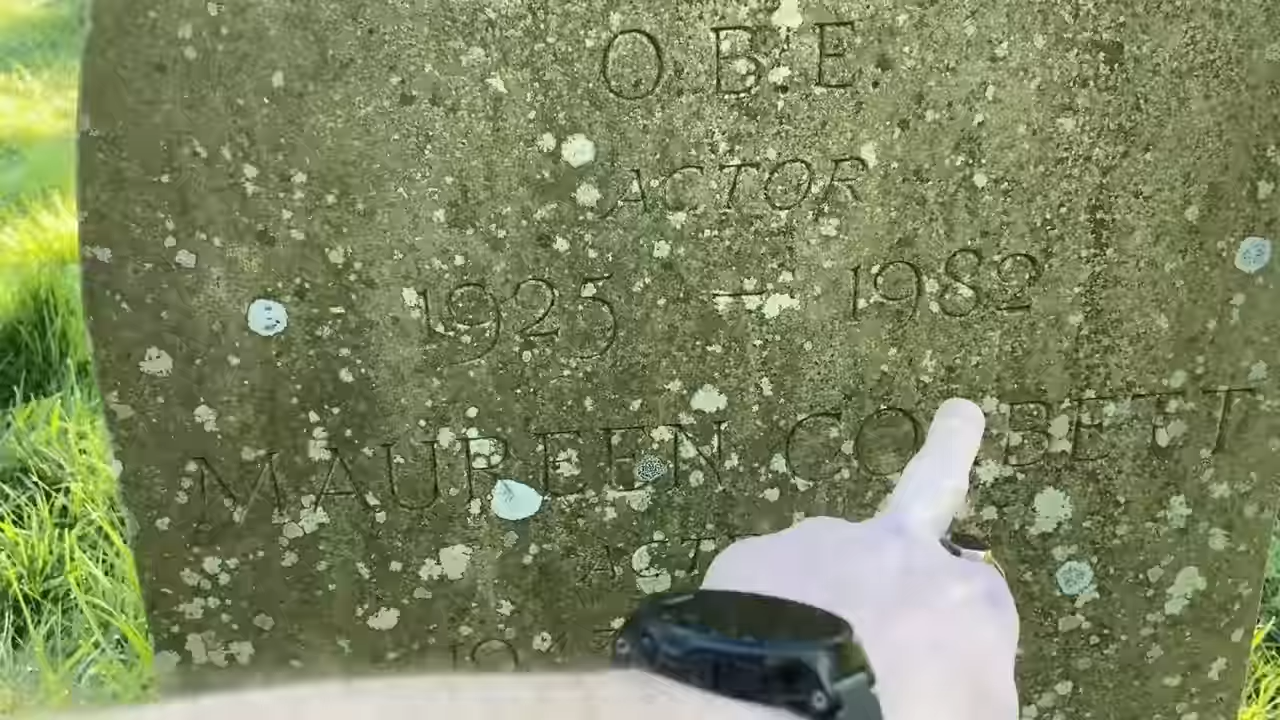 O.B.E.
ACTOR
1925 – 1982
MAUREEN CORBETT